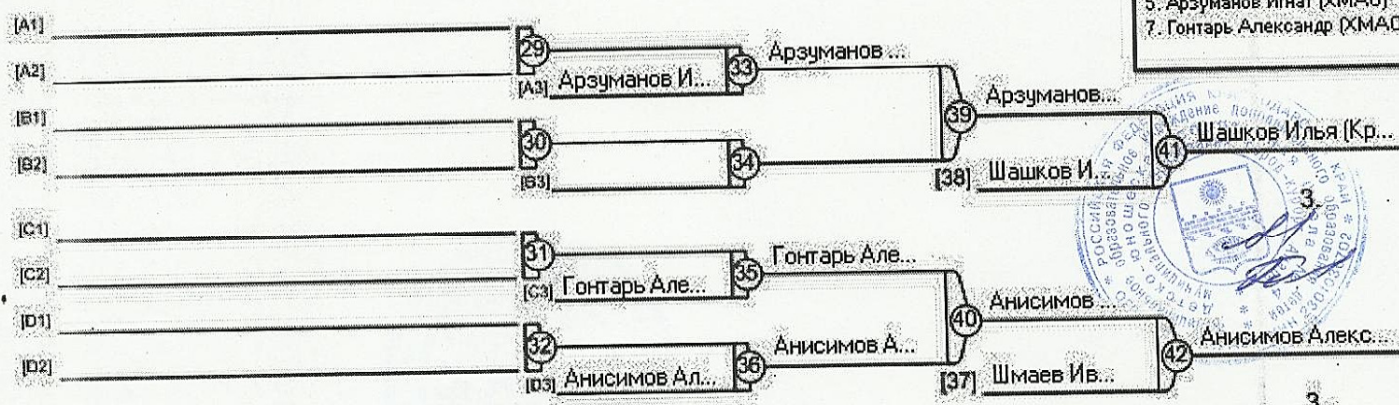 5. Арзуманов Игнат (ХМАО)
7. Гонтарь Александр (ХМАО
[A1]
29
Арзуманов ...
[A2]
[A3] Арзуманов И...
33
Арзуманов...
[B1]
39
30
Шашков Илья (Кр...
[B2]
34
41
[B3]
[38] Шашков И...
3.
[C1]
31
Гонтарь Але...
[C2]
35
[C3] Гонтарь Але...
Анисимов ...
[D1]
40
32
Анисимов А...
Анисимов Алекс...
[D2]
36
42
[D3] Анисимов Ал...
[37] Шмаев Ив...
3.